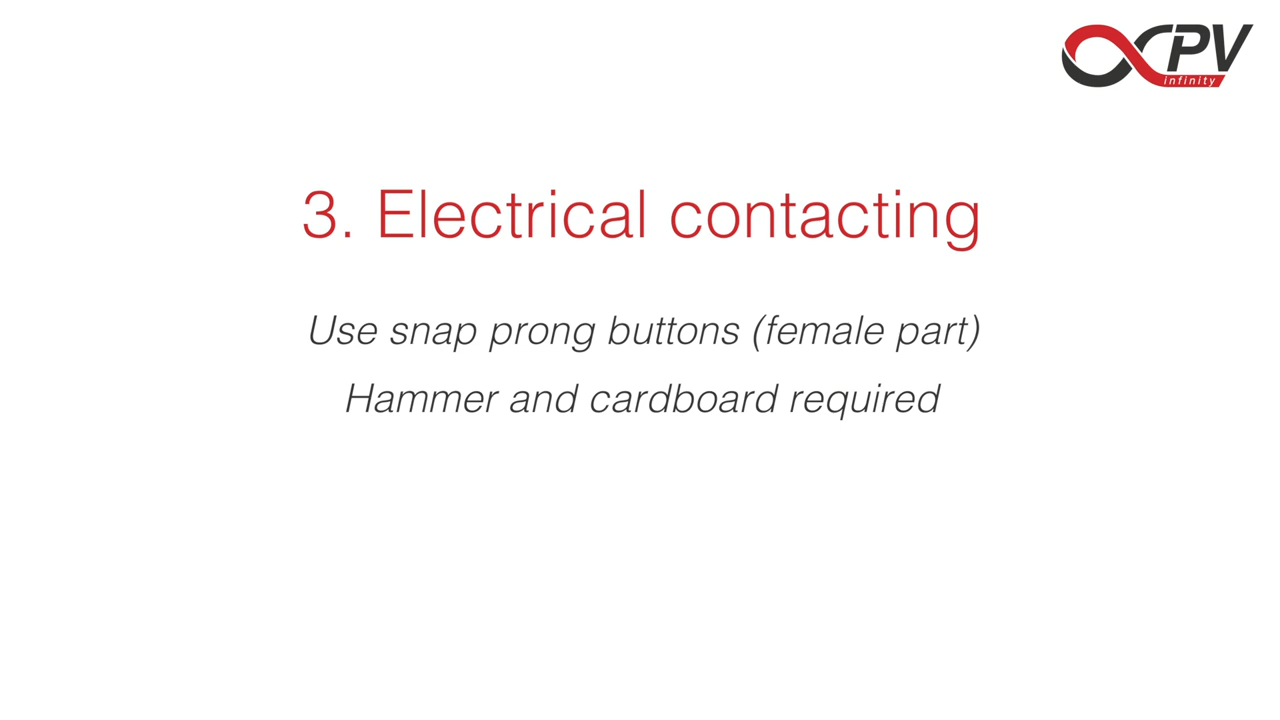 PV
infinity
3. Electrical contacting
Use snap prong buttons (female part)
Hammer and cardboard required